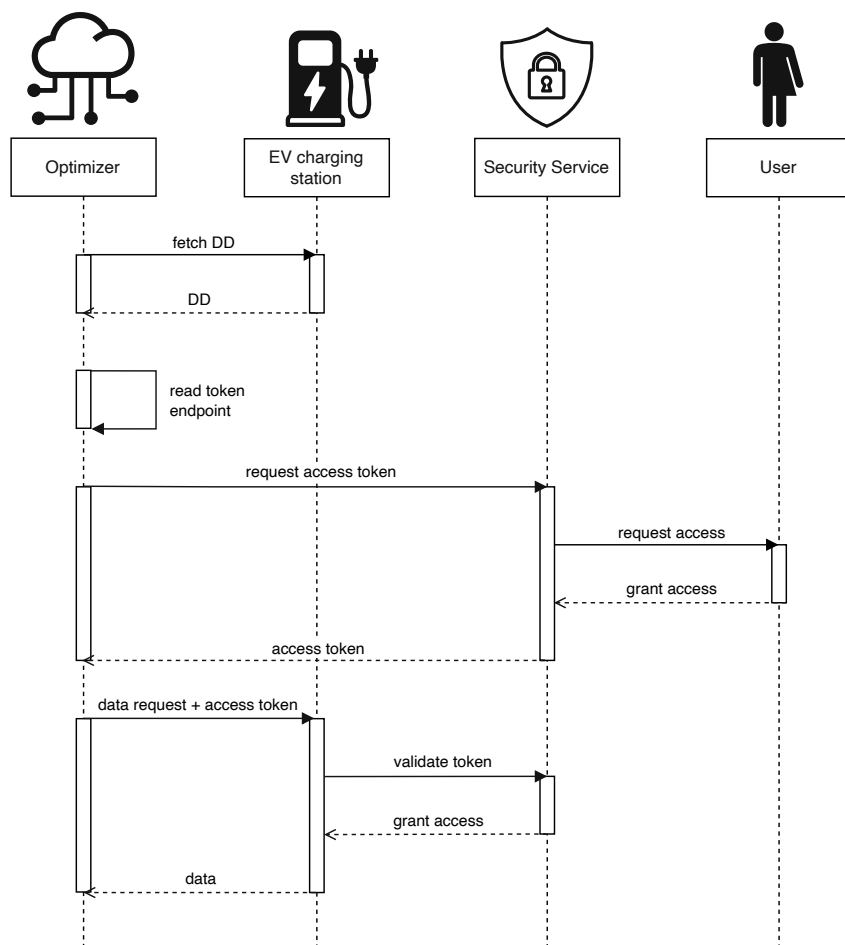 Optimizer
EV charging
station
Security Service
User
fetch DD
DD
read token
endpoint
request access token
request access
grant access
access token
data request + access token
validate token
grant access
data